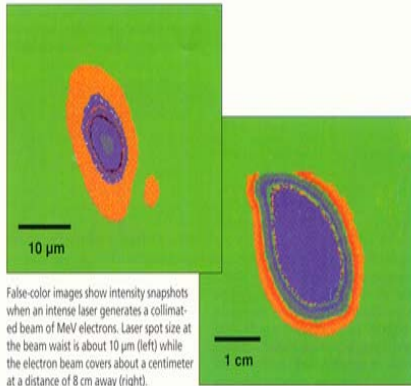 10 μm
1 cm
False-color images show intensity snapshots
when an intense laser generates a collimat-
ed beam of MeV electrons. Laser spot size at
the beam waist is about 10 μm (left) while
the electron beam covers about a centimeter
at a distance of 8 cm away (right).